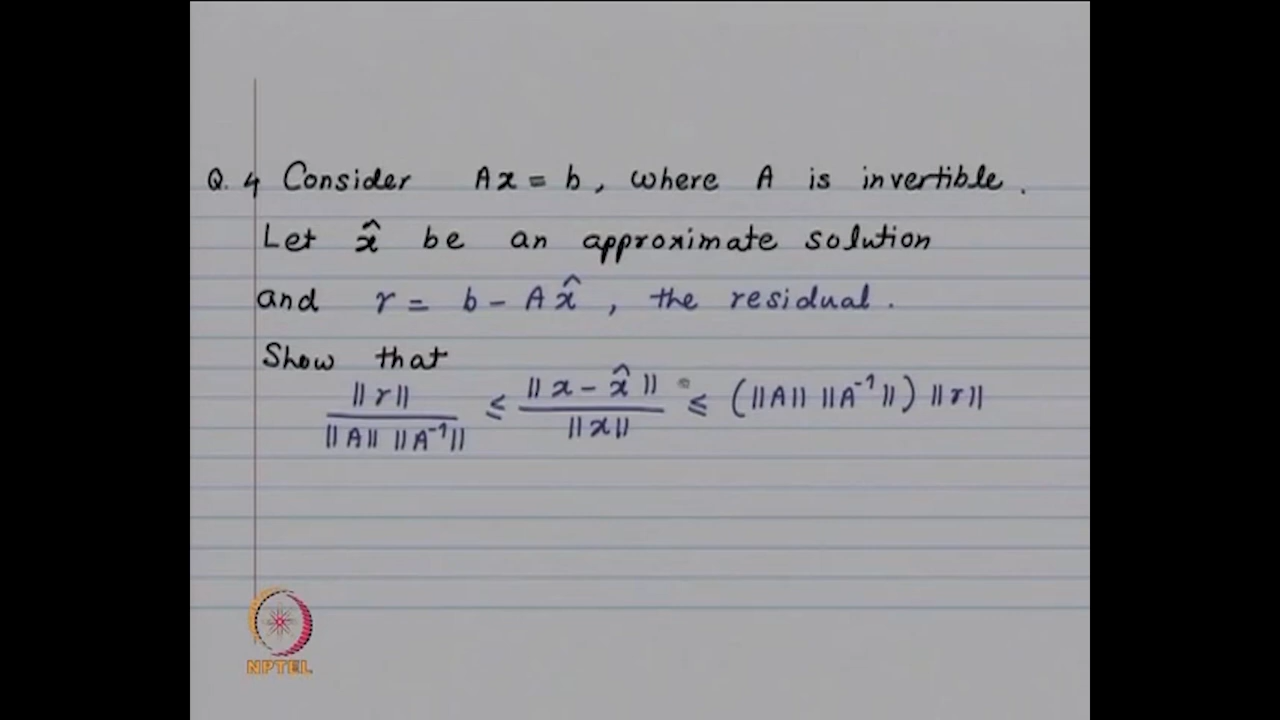 Q. 4 Consider Ax = b, where A is invertible.
Let x̂ be an approximate solution
and r = b - Ax̂, the residual.
Show that
||r|| / ||A|| ||A⁻¹|| ≤ ||x - x̂|| / ||x|| ≤ (||A|| ||A⁻¹||) ||r||
NPTEL